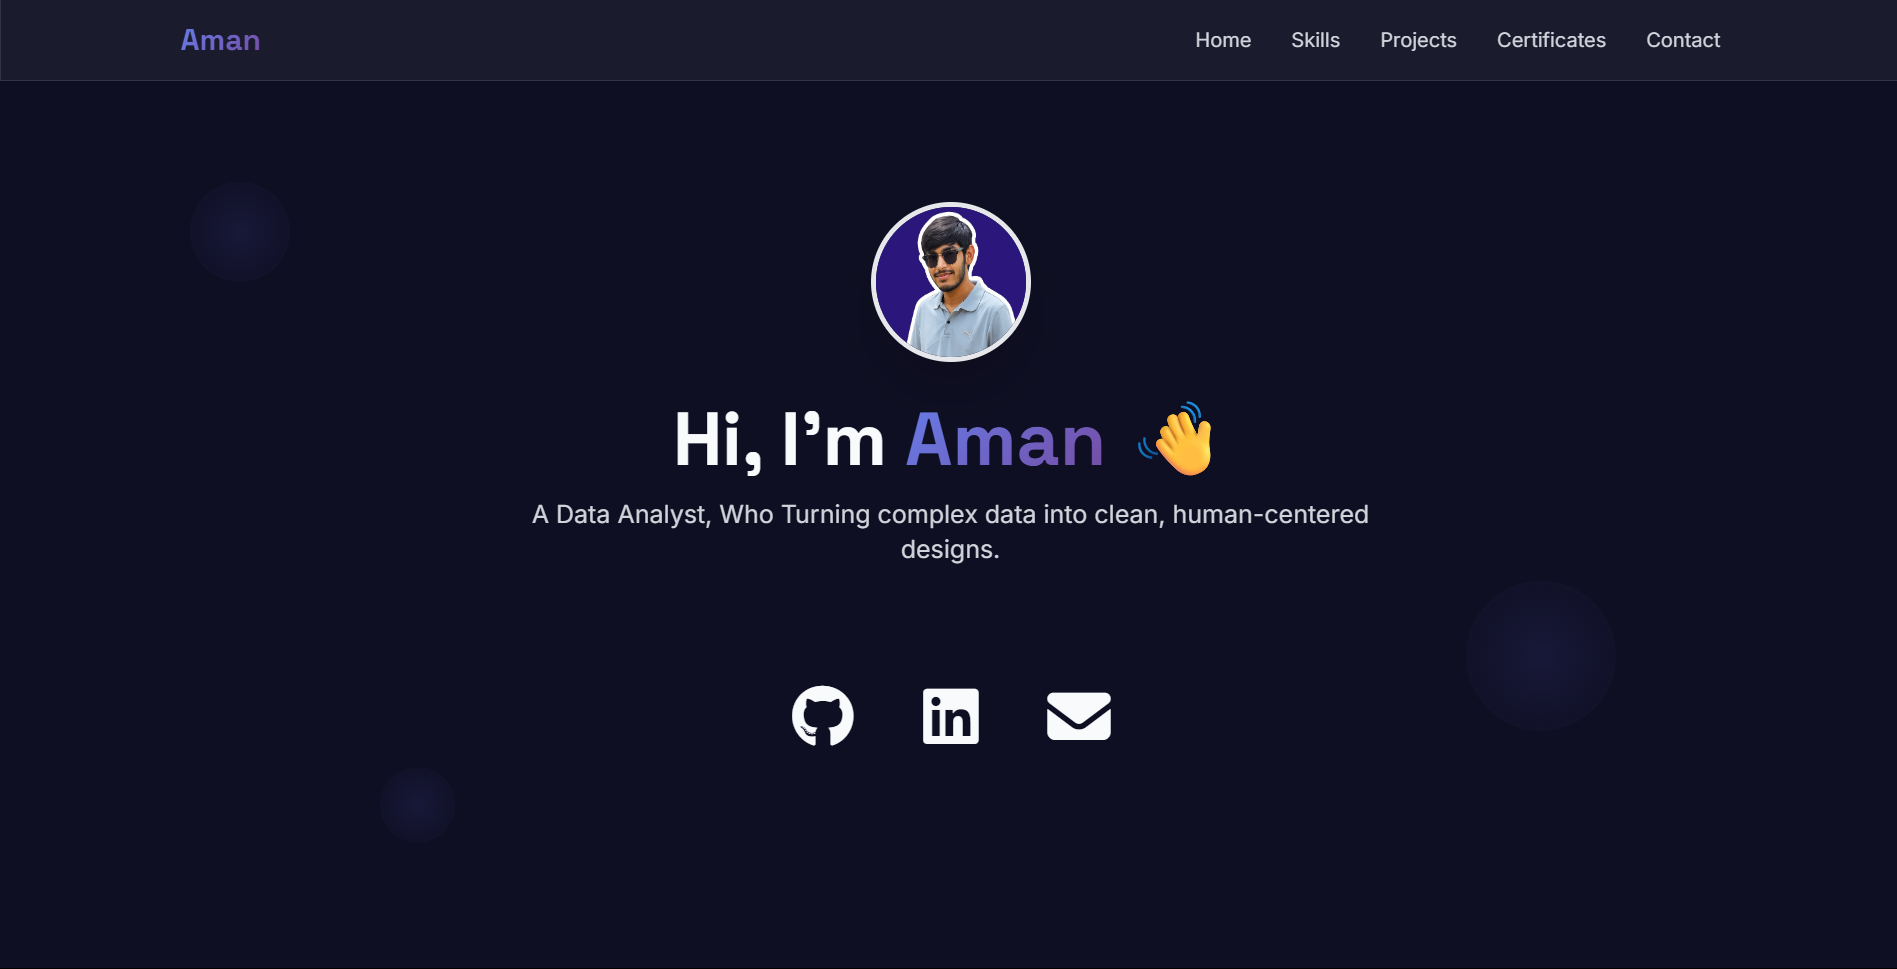 Aman
Home Skills Projects Certificates Contact
Hi, I’m Aman 👋
A Data Analyst, Who Turning complex data into clean, human-centered
designs.
in